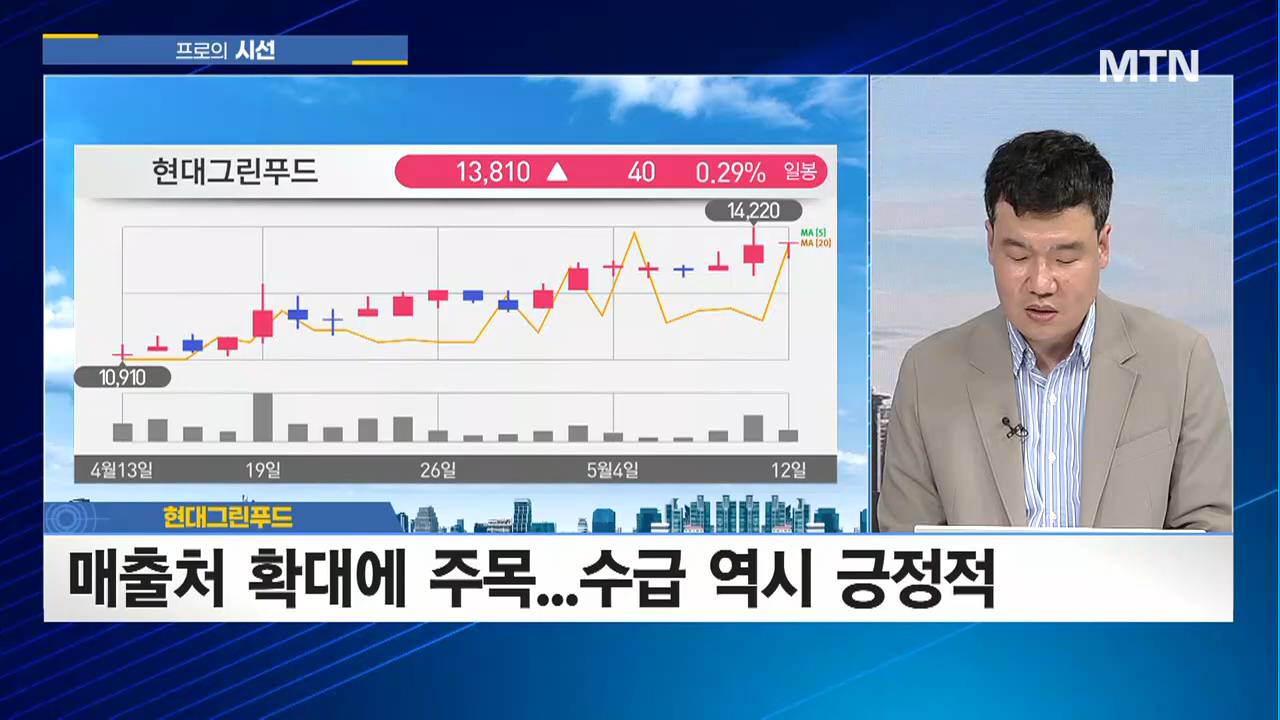 프로의 시선
MTN
현대그린푸드
13,810 ▲ 40 0.29% 일봉
14,220
MA [5]
MA [20]
10,910
4월13일 19일 26일 5월4일 12일
현대그린푸드
매출처 확대에 주목...수급 역시 긍정적